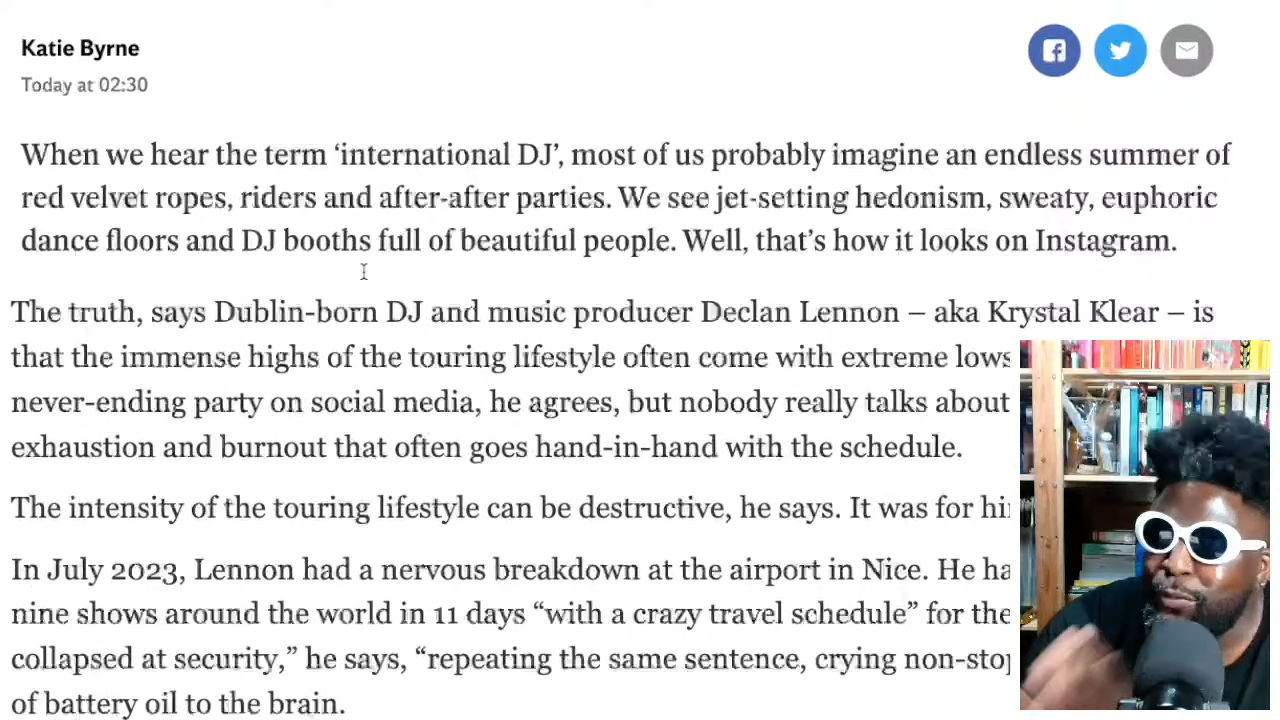 Katie Byrne
Today at 02:30
When we hear the term ‘international DJ’, most of us probably imagine an endless summer of
red velvet ropes, riders and after-after parties. We see jet-setting hedonism, sweaty, euphoric
dance floors and DJ booths full of beautiful people. Well, that’s how it looks on Instagram.
The truth, says Dublin-born DJ and music producer Declan Lennon – aka Krystal Klear – is
that the immense highs of the touring lifestyle often come with extreme lows
never-ending party on social media, he agrees, but nobody really talks about
exhaustion and burnout that often goes hand-in-hand with the schedule.
The intensity of the touring lifestyle can be destructive, he says. It was for
In July 2023, Lennon had a nervous breakdown at the airport in Nice. He
nine shows around the world in 11 days “with a crazy travel schedule” for the
collapsed at security,” he says, “repeating the same sentence, crying
of battery oil to the brain.